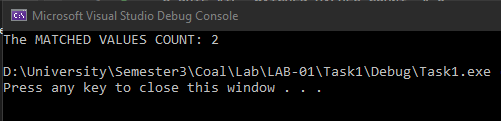 Microsoft Visual Studio Debug Console
The MATCHED VALUES COUNT: 2
D:\University\Semester3\Coal\Lab\LAB-01\Task1\Debug\Task1.exe
Press any key to close this window . . .